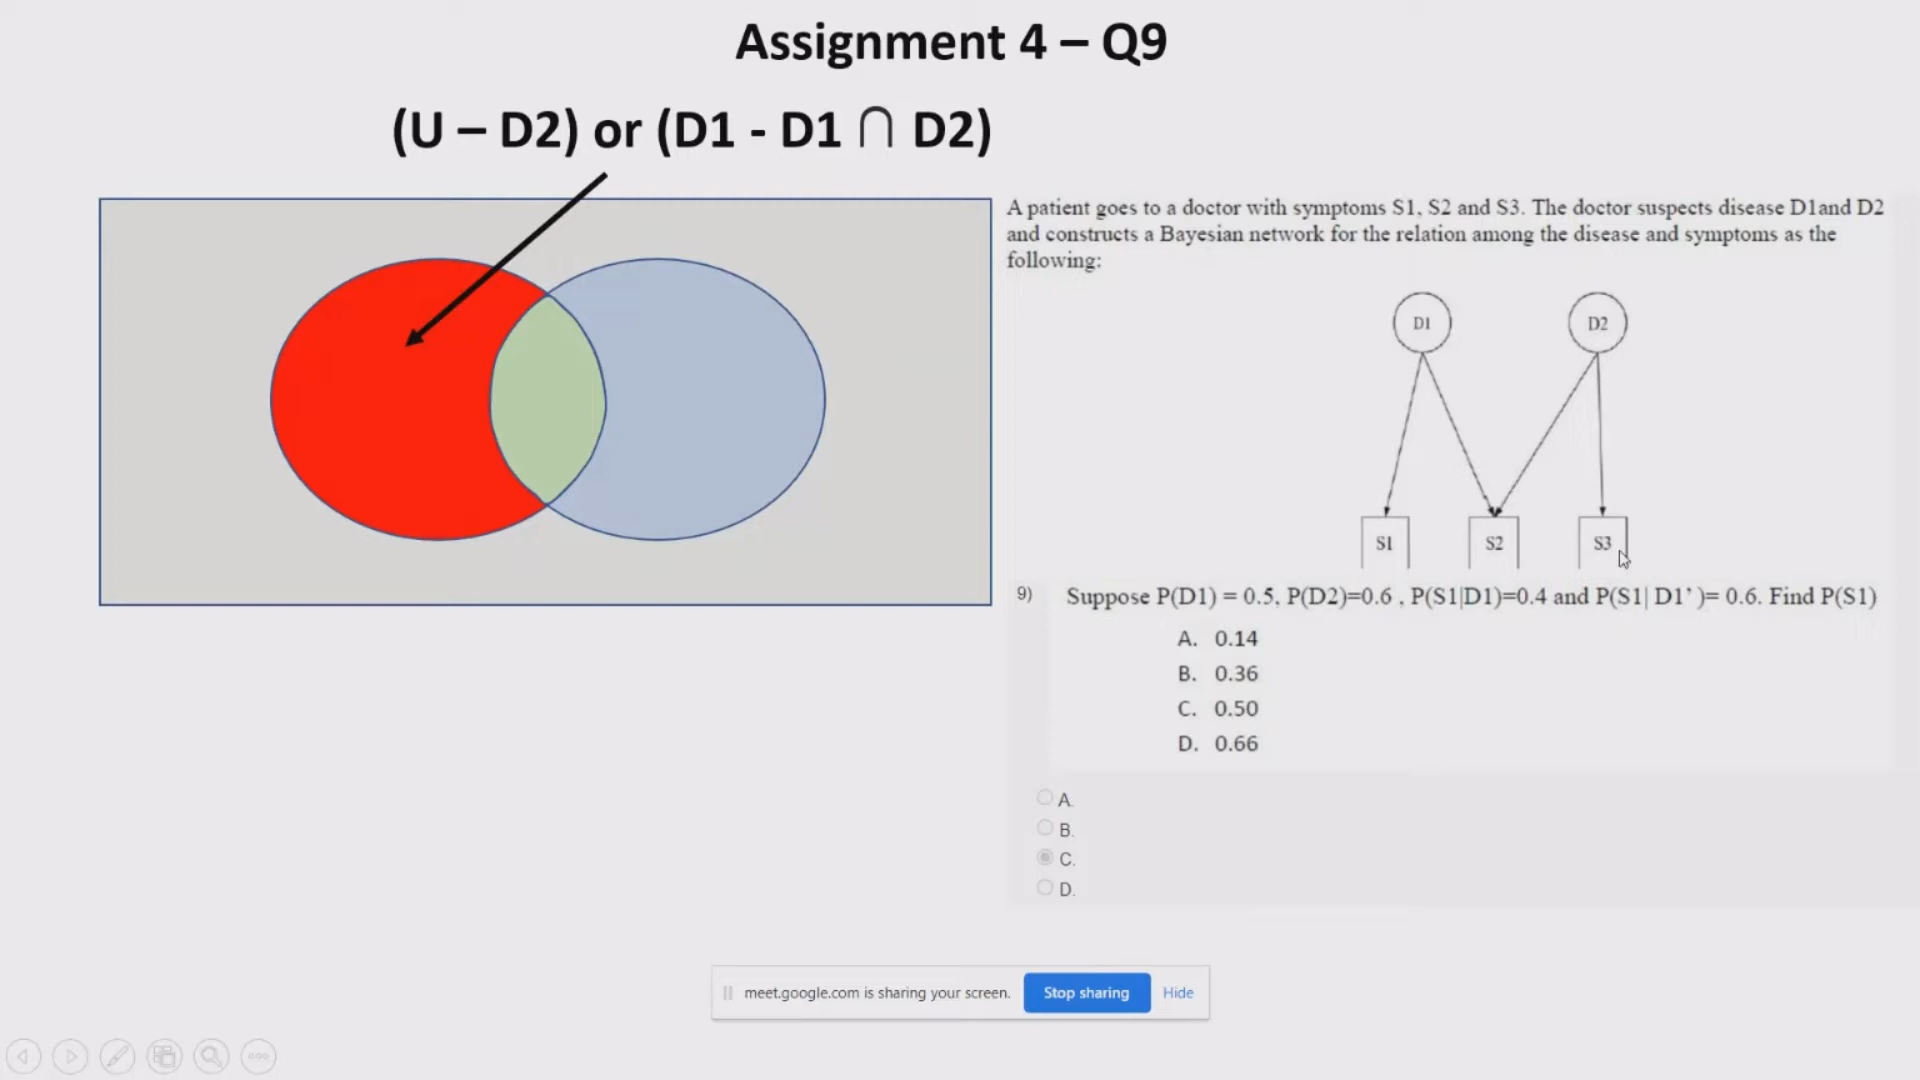 Assignment 4 – Q9
(U – D2) or (D1 - D1 ∩ D2)
A patient goes to a doctor with symptoms S1, S2 and S3. The doctor suspects disease D1and D2
and constructs a Bayesian network for the relation among the disease and symptoms as the
following:
D1
D2
S1
S2
S3
9) Suppose P(D1) = 0.5, P(D2)=0.6 , P(S1|D1)=0.4 and P(S1| D1’ )= 0.6. Find P(S1)
A. 0.14
B. 0.36
C. 0.50
D. 0.66
A.
B.
C.
D.
meet.google.com is sharing your screen. Stop sharing Hide